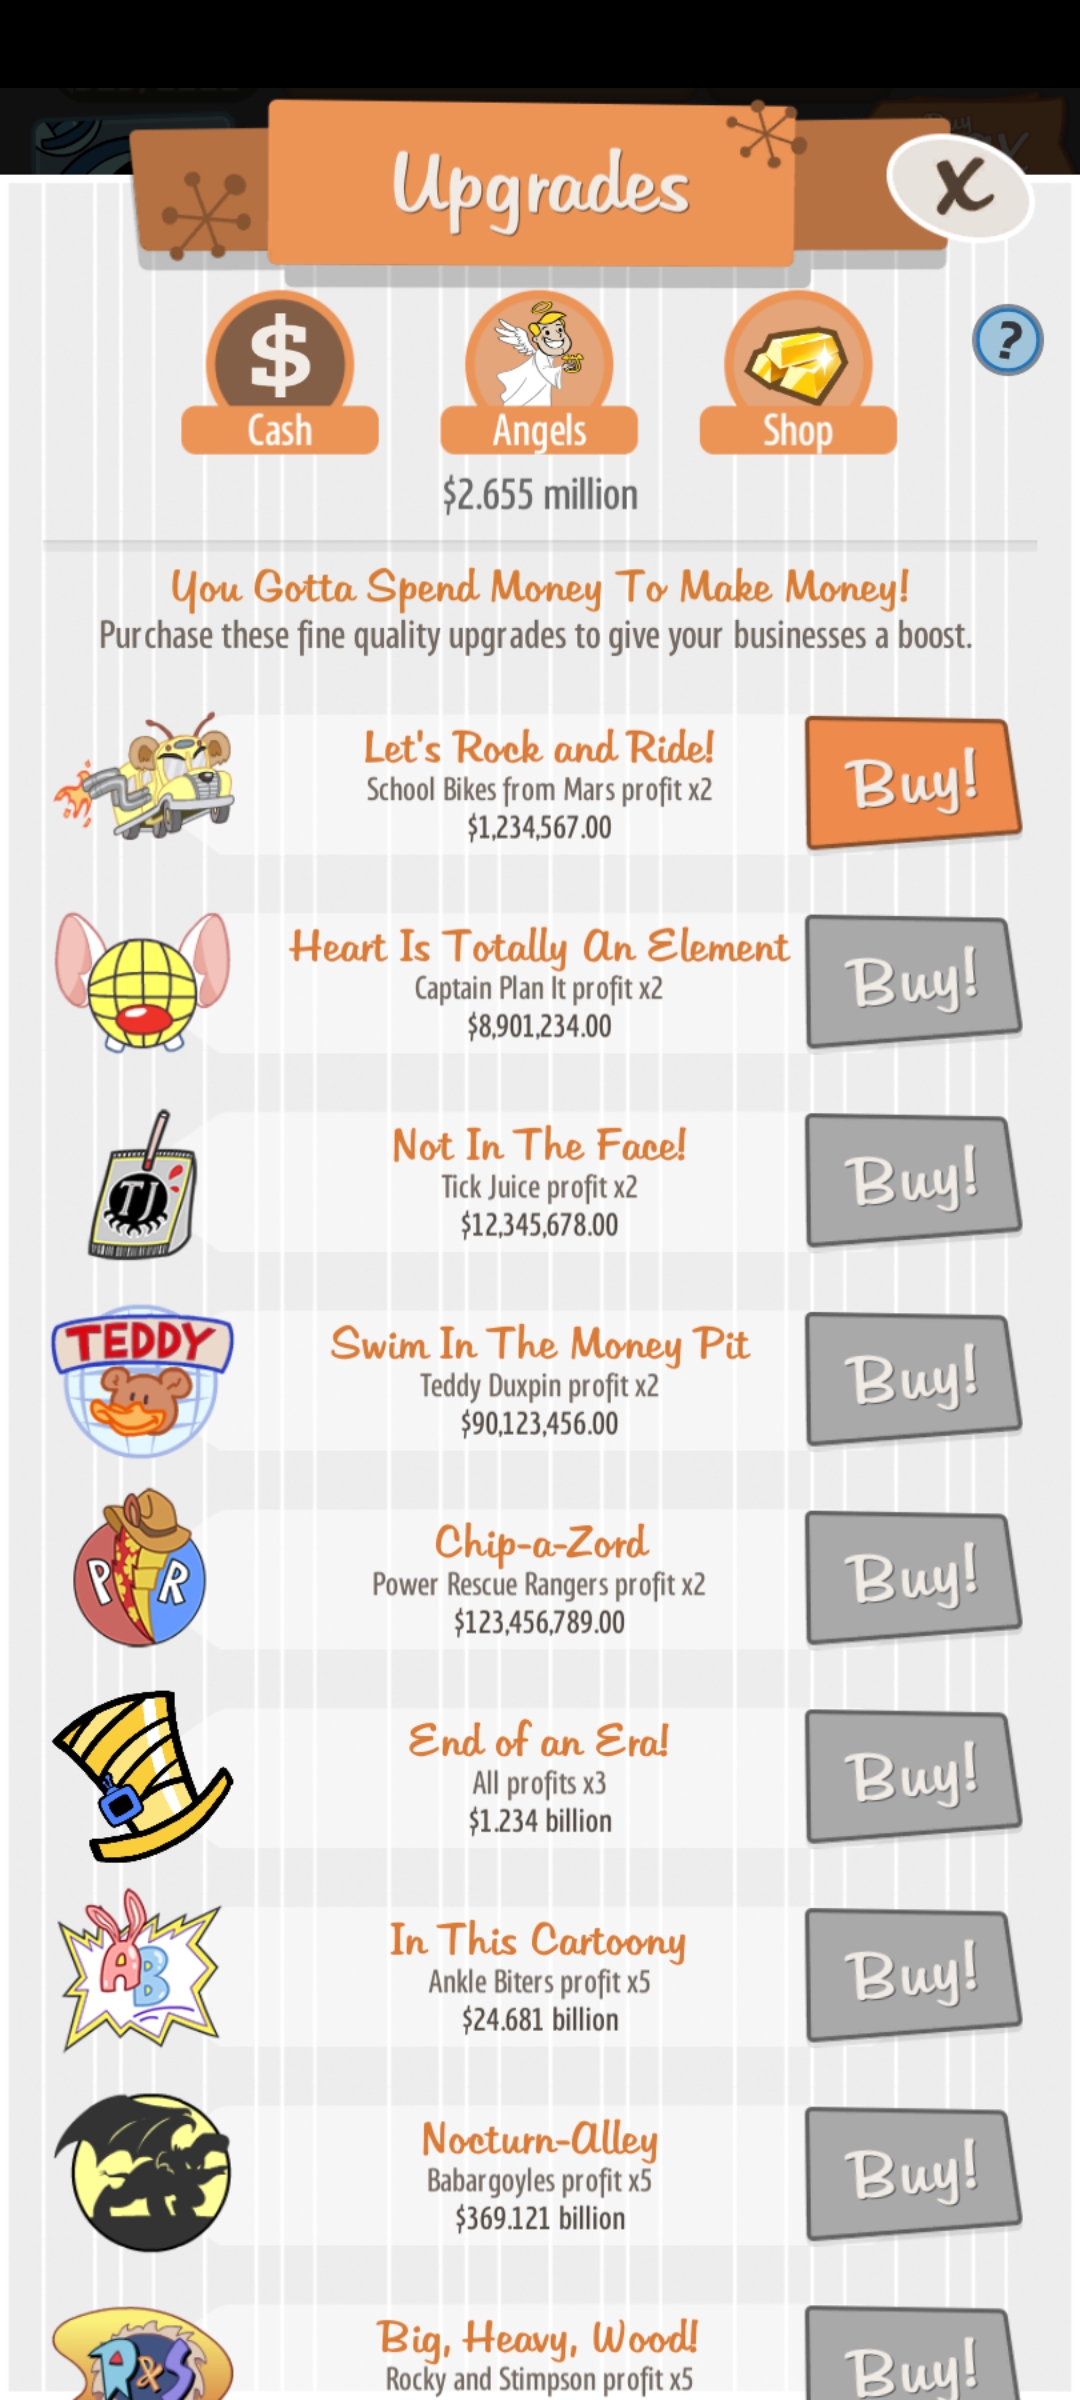 Upgrades
X
Cash
Angels
Shop
?
$
$2.655 million
You Gotta Spend Money To Make Money!
Purchase these fine quality upgrades to give your businesses a boost.
Let's Rock and Ride!
School Bikes from Mars profit x2
$1,234,567.00
Buy!
Heart Is Totally An Element
Captain Plan It profit x2
$8,901,234.00
Buy!
TJ
Not In The Face!
Tick Juice profit x2
$12,345,678.00
Buy!
TEDDY
Swim In The Money Pit
Teddy Duxpin profit x2
$90,123,456.00
Buy!
P R
Chip-a-Zord
Power Rescue Rangers profit x2
$123,456,789.00
Buy!
End of an Era!
All profits x3
$1.234 billion
Buy!
AB
In This Cartoony
Ankle Biters profit x5
$24.681 billion
Buy!
Nocturn-Alley
Babargoyles profit x5
$369.121 billion
Buy!
R&S
Big, Heavy, Wood!
Rocky and Stimpson profit x5
Buy!